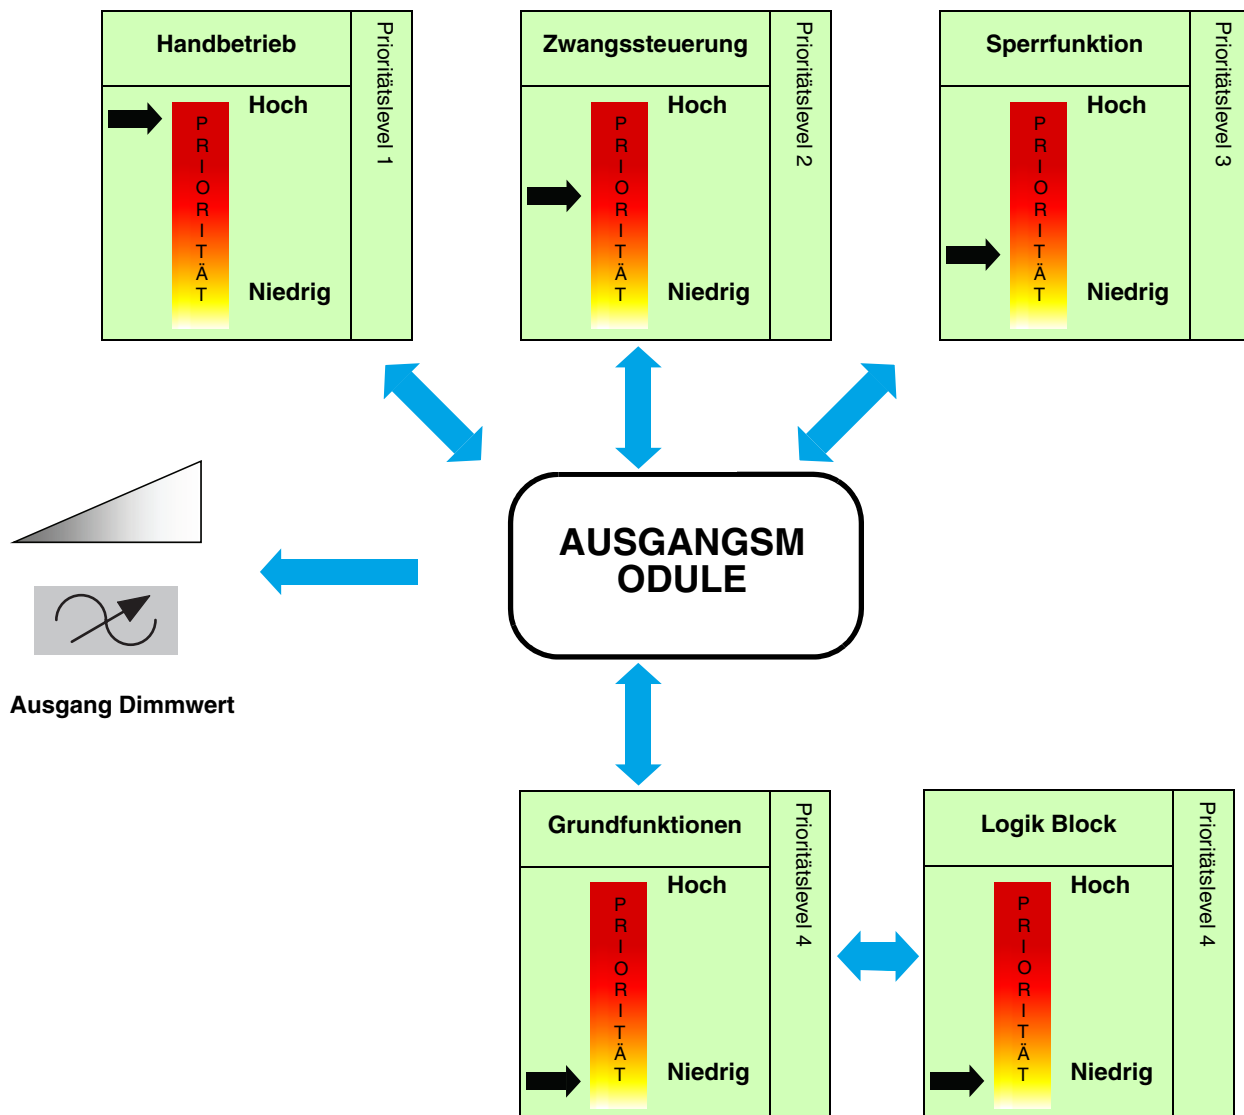 Handbetrieb
Prioritätslevel 1
Hoch
PRIORITÄT
Niedrig
Zwangssteuerung
Prioritätslevel 2
Hoch
PRIORITÄT
Niedrig
Sperrfunktion
Prioritätslevel 3
Hoch
PRIORITÄT
Niedrig
AUSGANGSM
ODULE
Ausgang Dimmwert
Grundfunktionen
Prioritätslevel 4
Hoch
PRIORITÄT
Niedrig
Logik Block
Prioritätslevel 4
Hoch
PRIORITÄT
Niedrig